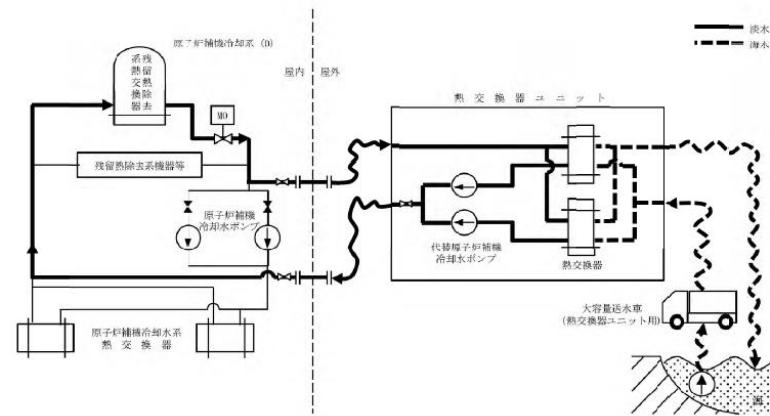 淡水
海水
原子炉補機冷却系 (B)
屋内
屋外
残留熱除去
系熱交換器
MO
熱交換器ユニット
残留熱除去系機器等
原子炉補機
冷却水ポンプ
代替原子炉補機
冷却水ポンプ
熱交換器
大容量送水車
(熱交換器ユニット用)
原子炉補機冷却水系
熱交換器
海